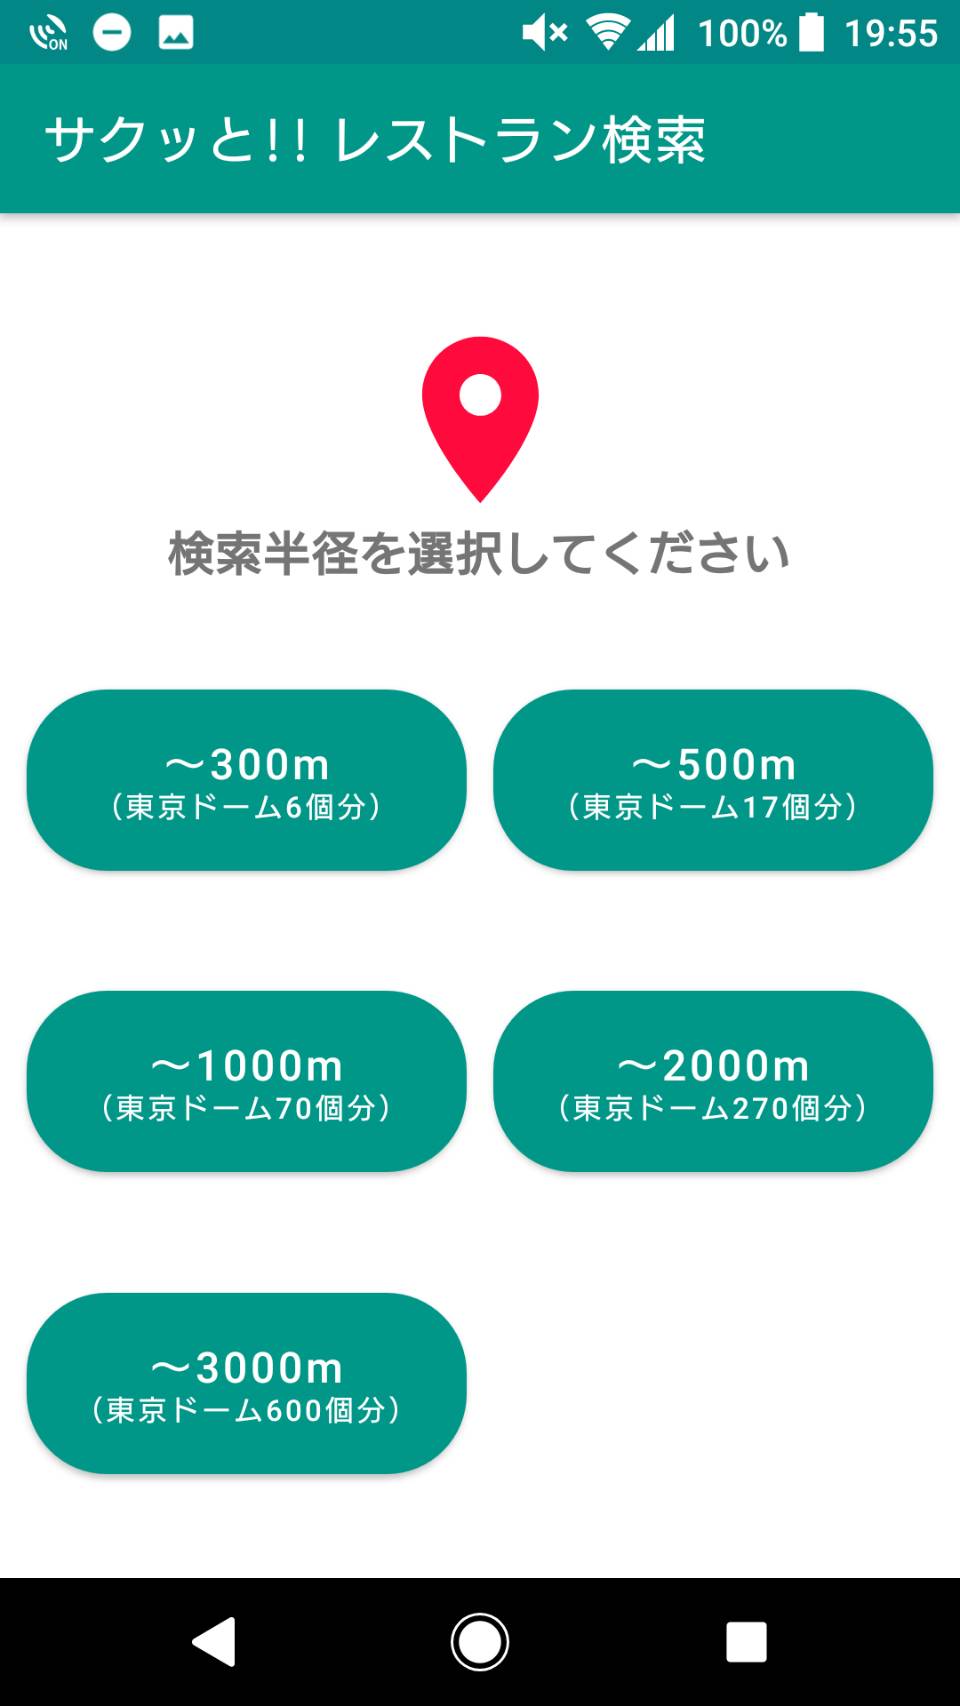 ON 100% 19:55
サクッと!! レストラン検索
検索半径を選択してください
～300m
（東京ドーム6個分）
～500m
（東京ドーム17個分）
～1000m
（東京ドーム70個分）
～2000m
（東京ドーム270個分）
～3000m
（東京ドーム600個分）